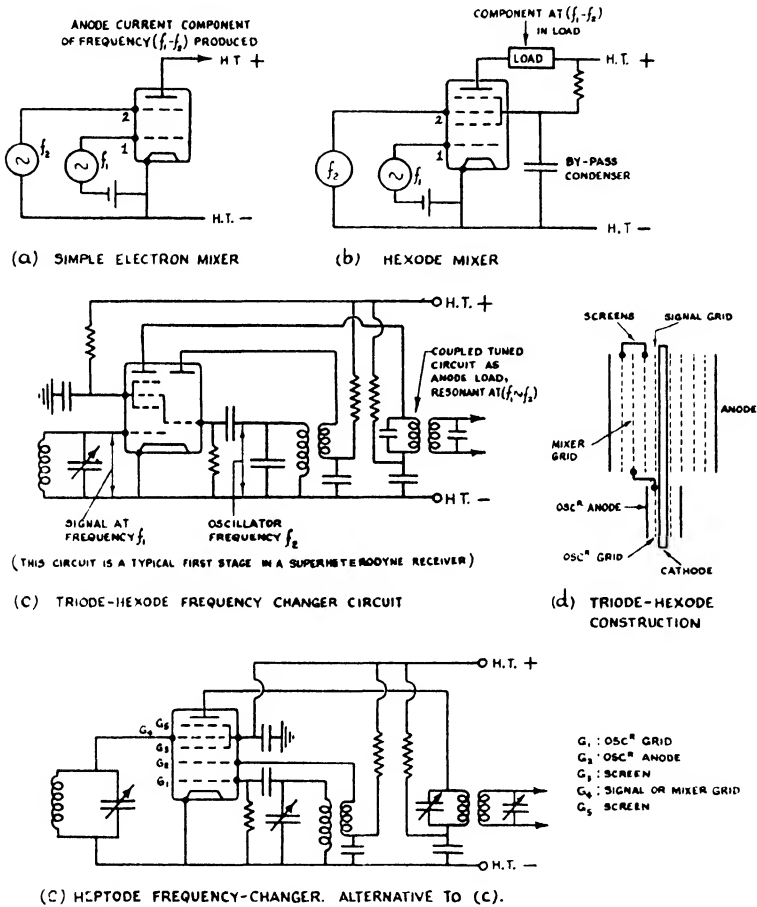 ANODE CURRENT COMPONENT
OF FREQUENCY (f₁-f₂) PRODUCED
H.T +
2
1
f₂
f₁
H.T. –
(a) SIMPLE ELECTRON MIXER
COMPONENT AT (f₁-f₂)
IN LOAD
LOAD
H.T. +
2
1
f₂
f₁
BY-PASS
CONDENSER
H.T –
(b) HEXODE MIXER
H.T. +
COUPLED TUNED
CIRCUIT AS
ANODE LOAD,
RESONANT AT (f₁~f₂)
H.T. –
SIGNAL AT
FREQUENCY f₁
OSCILLATOR
FREQUENCY f₂
(THIS CIRCUIT IS A TYPICAL FIRST STAGE IN A SUPERHETERODYNE RECEIVER)
(C) TRIODE-HEXODE FREQUENCY CHANGER CIRCUIT
SCREENS
SIGNAL GRID
ANODE
MIXER
GRID
OSCᴿ ANODE
OSCᴿ GRID
CATHODE
(d) TRIODE-HEXODE
CONSTRUCTION
H.T. +
G₅
G₄
G₃
G₂
G₁
G₁ : OSCᴿ GRID
G₂ : OSCᴿ ANODE
G₃ : SCREEN
G₄ : SIGNAL OR MIXER GRID
G₅ SCREEN
H.T. –
(C) HEPTODE FREQUENCY-CHANGER. ALTERNATIVE TO (C).